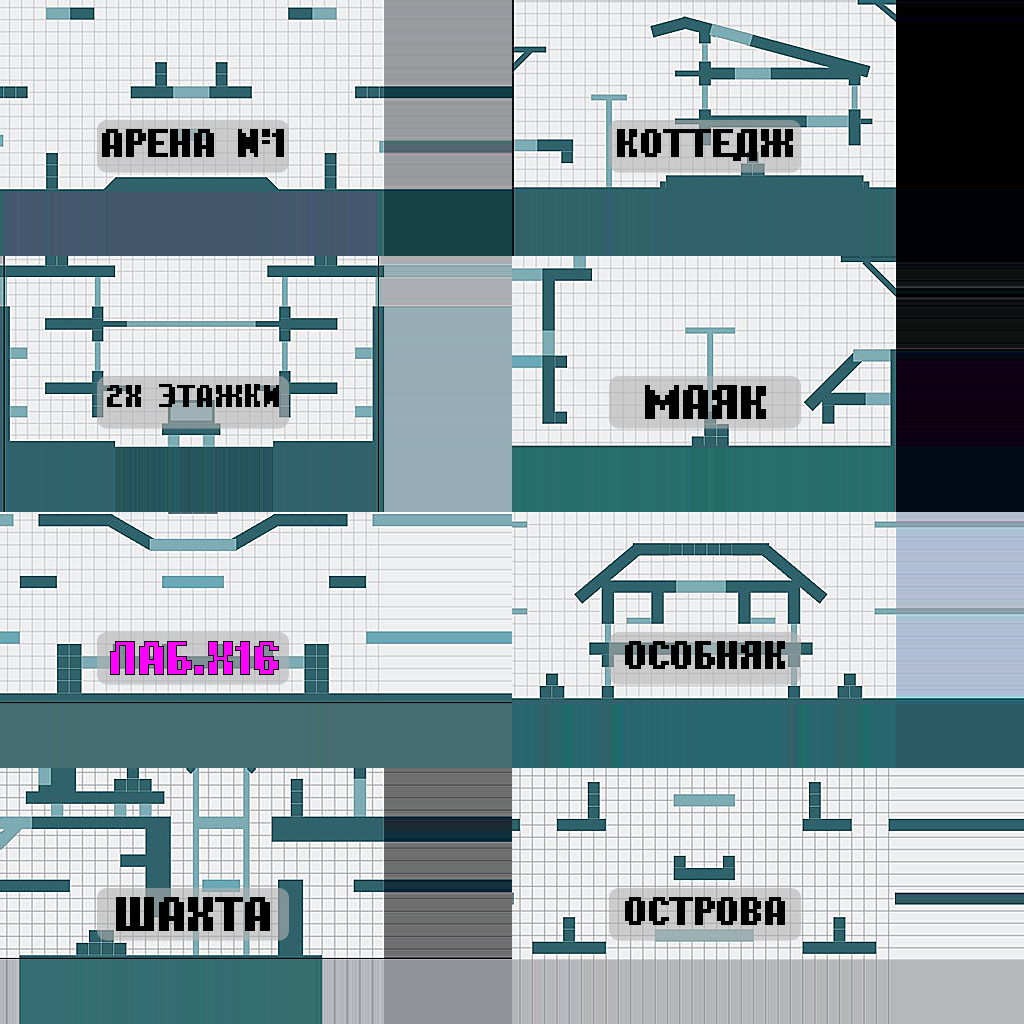 АРЕНА №1
КОТТЕДЖ
2Х ЭТАЖКИ
МАЯК
ЛАБ.Х16
ОСОБНЯК
ШАХТА
ОСТРОВА